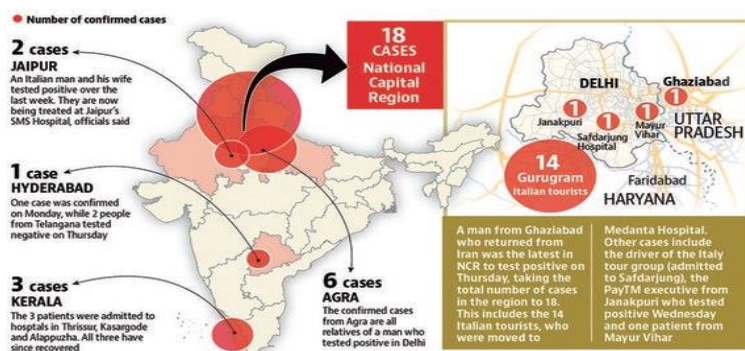 Number of confirmed cases
2 cases
JAIPUR
An Italian man and his wife
tested positive over the
last week. They are now
being treated at Jaipur's
SMS Hospital, officials said
1 case
HYDERABAD
One case was confirmed
on Monday, while 2 people
from Telangana tested
negative on Thursday
3 cases
KERALA
The 3 patients were admitted to
hospitals in Thrissur, Kasargode
and Alappuzha. All three have
since recovered
6 cases
AGRA
The confirmed cases
from Agra are all
relatives of a man who
tested positive in Delhi
18
CASES
National
Capital
Region
DELHI
Ghaziabad
1
1
1
1
Janakpuri
Safdarjung
Hospital
Mayur
Vihar
UTTAR
PRADESH
14
Gurugram
Italian tourists
Faridabad
HARYANA
A man from Ghaziabad
who returned from
Iran was the latest in
NCR to test positive on
Thursday, taking the
total number of cases
in the region to 18.
This includes the 14
Italian tourists, who
were moved to
Medanta Hospital.
Other cases include
the driver of the Italy
tour group (admitted
to Safdarjung), the
PayTM executive from
Janakpuri who tested
positive Wednesday
and one patient from
Mayur Vihar